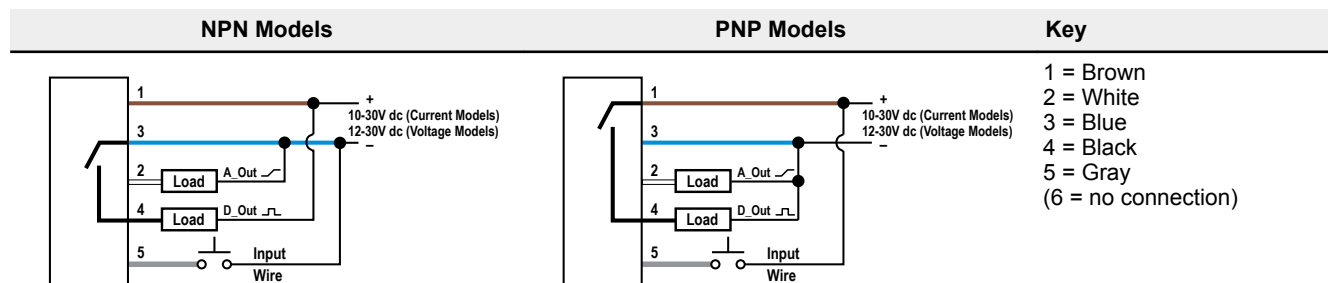 NPN Models
PNP Models
Key
1
+
10-30V dc (Current Models)
12-30V dc (Voltage Models)
3
–
2
Load
A_Out
4
Load
D_Out
5
Input
Wire
1
+
10-30V dc (Current Models)
12-30V dc (Voltage Models)
3
–
2
Load
A_Out
4
Load
D_Out
5
Input
Wire
1 = Brown
2 = White
3 = Blue
4 = Black
5 = Gray
(6 = no connection)